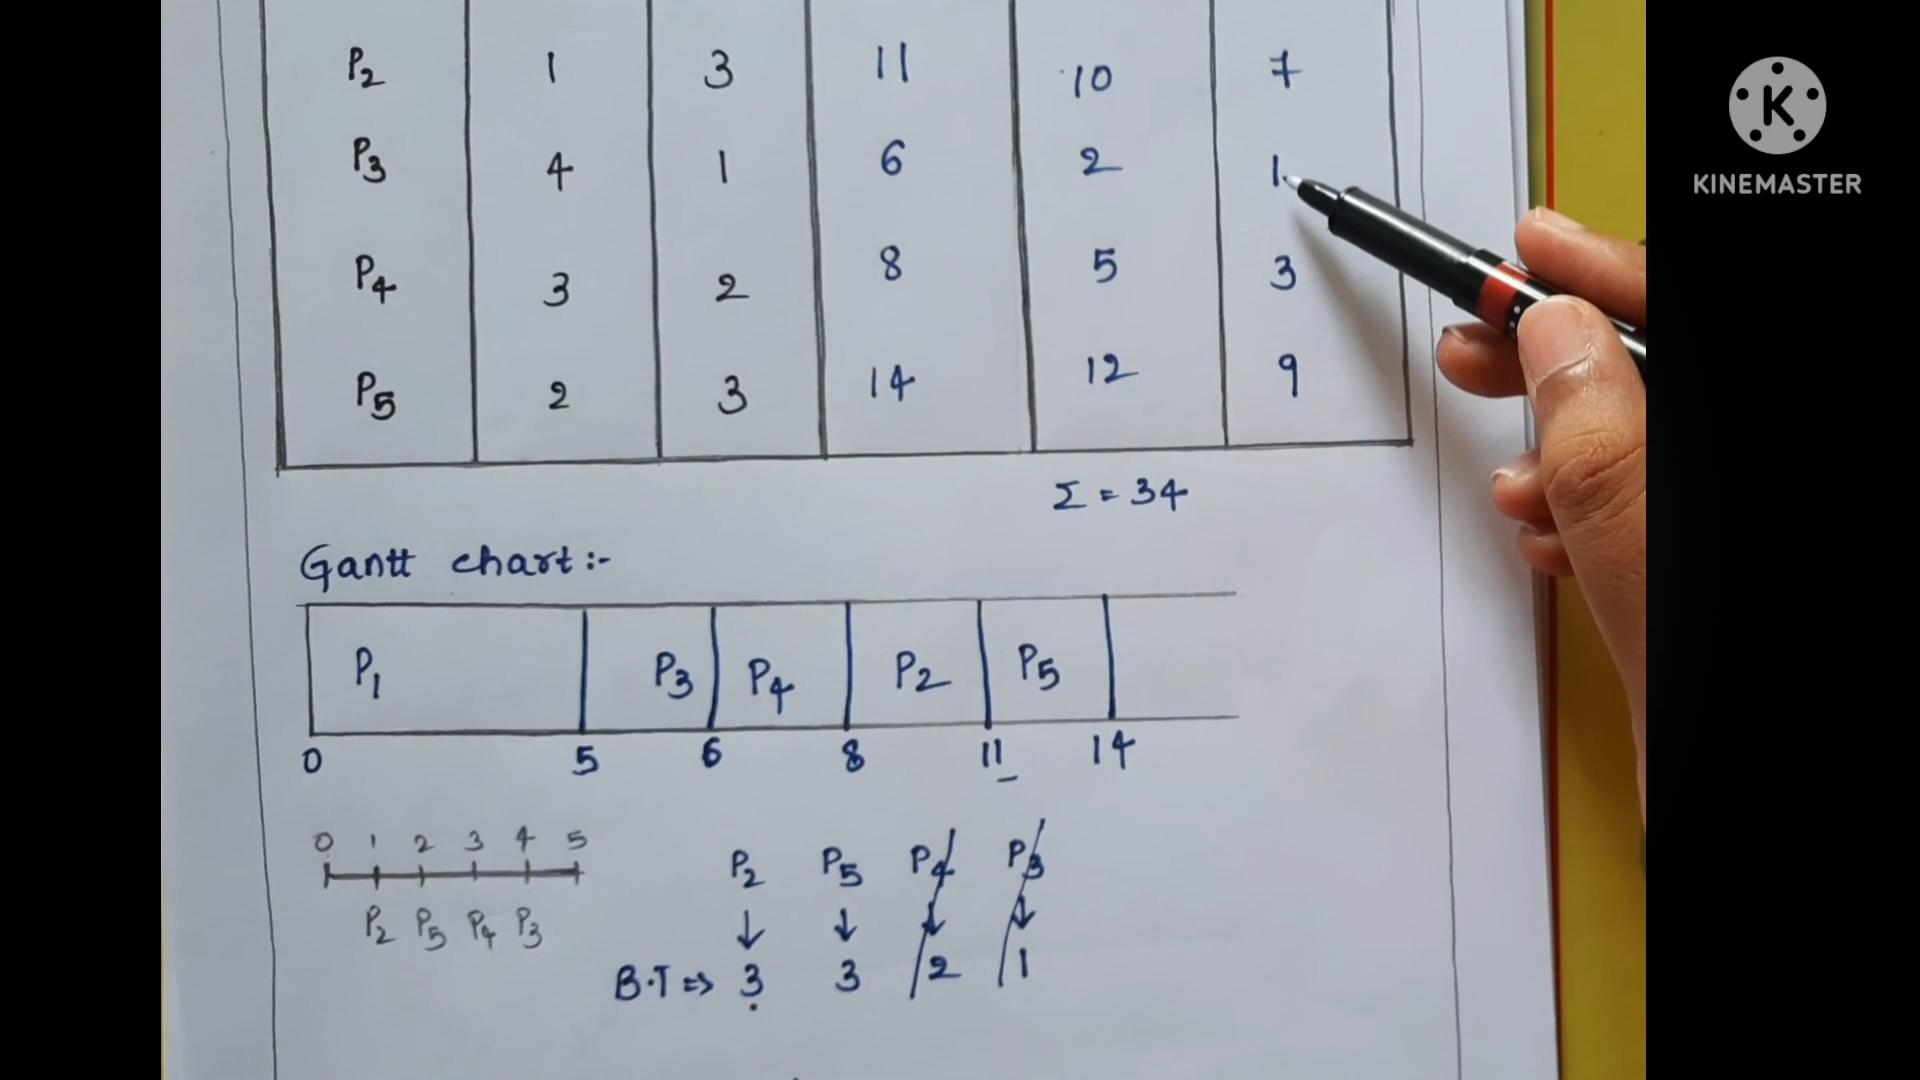 P2 1 3 11 10 7
P3 4 1 6 2 1
P4 3 2 8 5 3
P5 2 3 14 12 9
Σ = 34
Gantt chart:-
P1 P3 P4 P2 P5
0 5 6 8 11 14
0 1 2 3 4 5
P2 P5 P4 P3
P2 P5 P4 P3
↓ ↓ ↓ ↓
B.T => 3 3 2 1
K
KINEMASTER